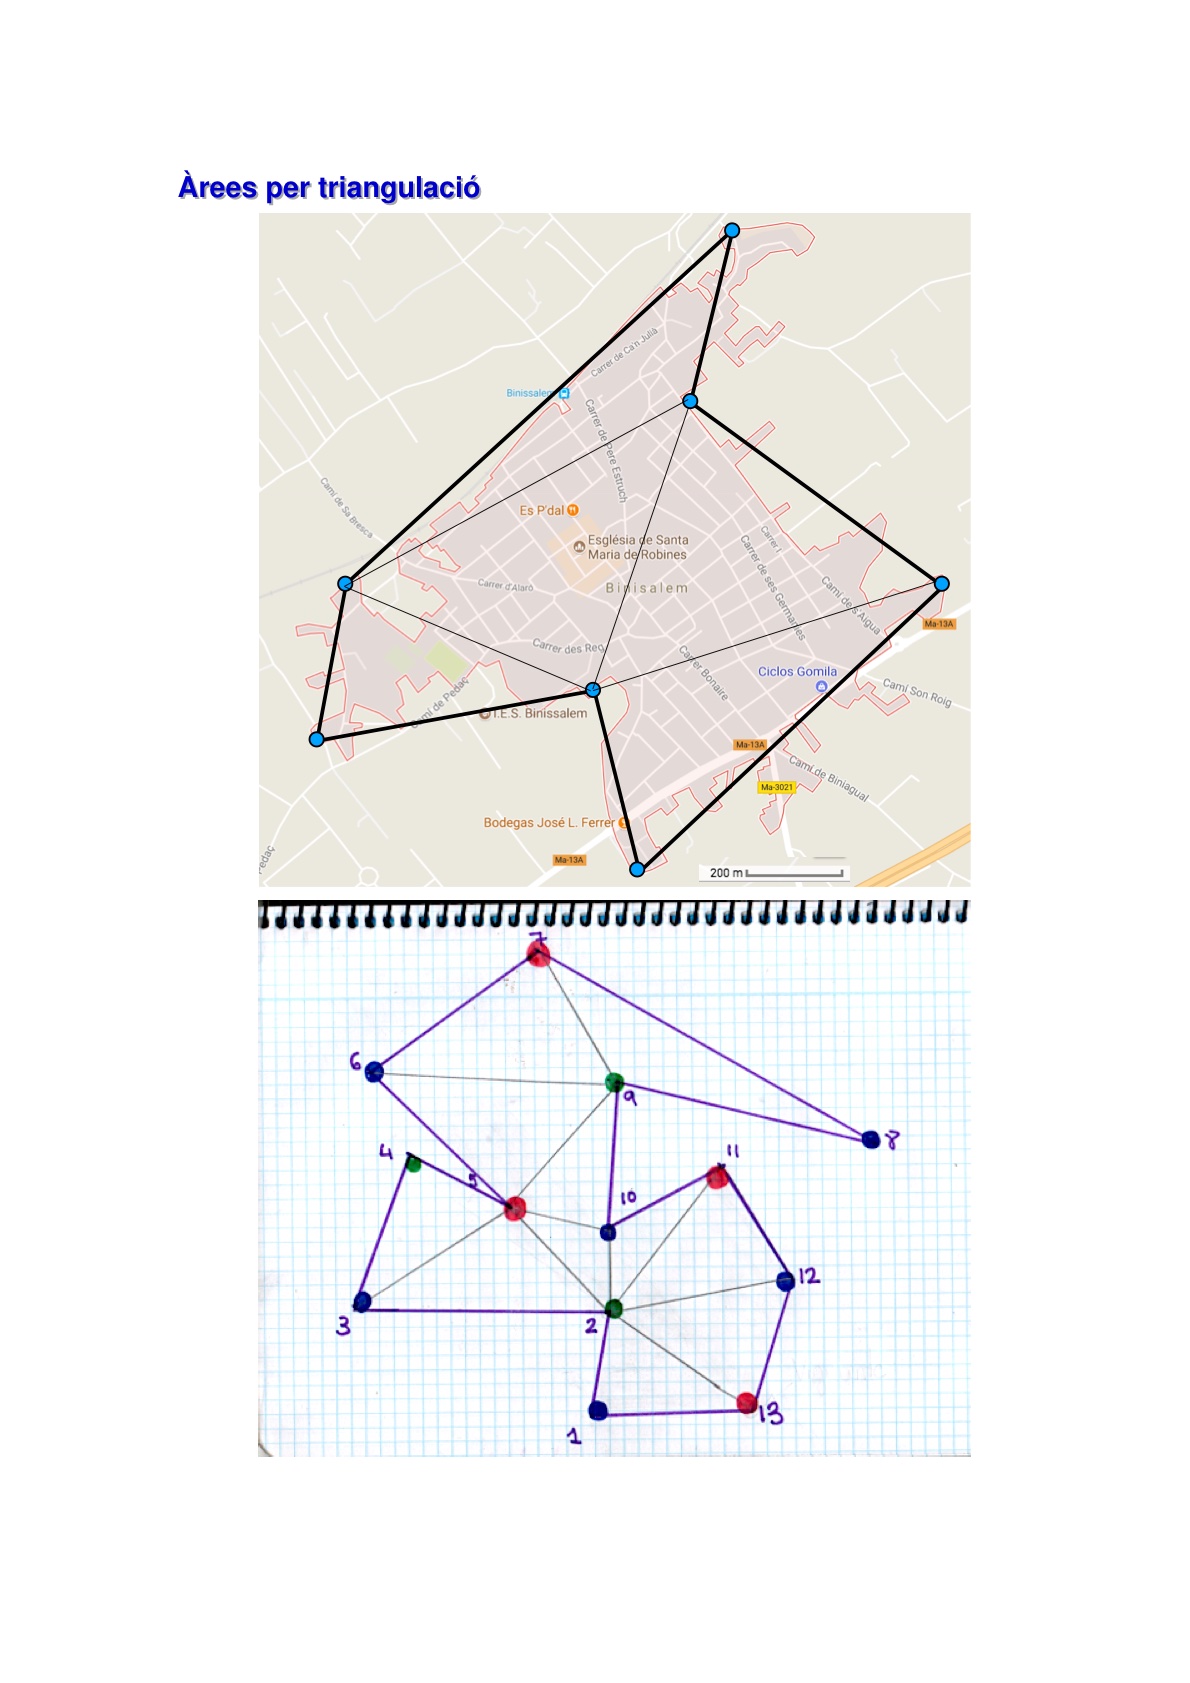 Àrees per triangulació
Carrer de Ca'n Julià
Binissalem
Carrer de Pere Estruch
Camí de Sa Bresca
Es P'dal
Carrer I
Església de Santa
Maria de Robines
Carrer de ses Germanies
Carrer d'Alaró
Binisalem
Camí de s'Aigua
Ma-13A
Carrer des Reg
Carrer Bonaire
Ciclos Gomila
Camí Son Roig
Camí de Pedaç
I.E.S. Binissalem
Ma-13A
Camí de Biniagual
Ma-3021
Bodegas José L. Ferrer
Pedaç
Ma-13A
200 m
7
6
9
8
4
11
5
10
12
3
2
13
1